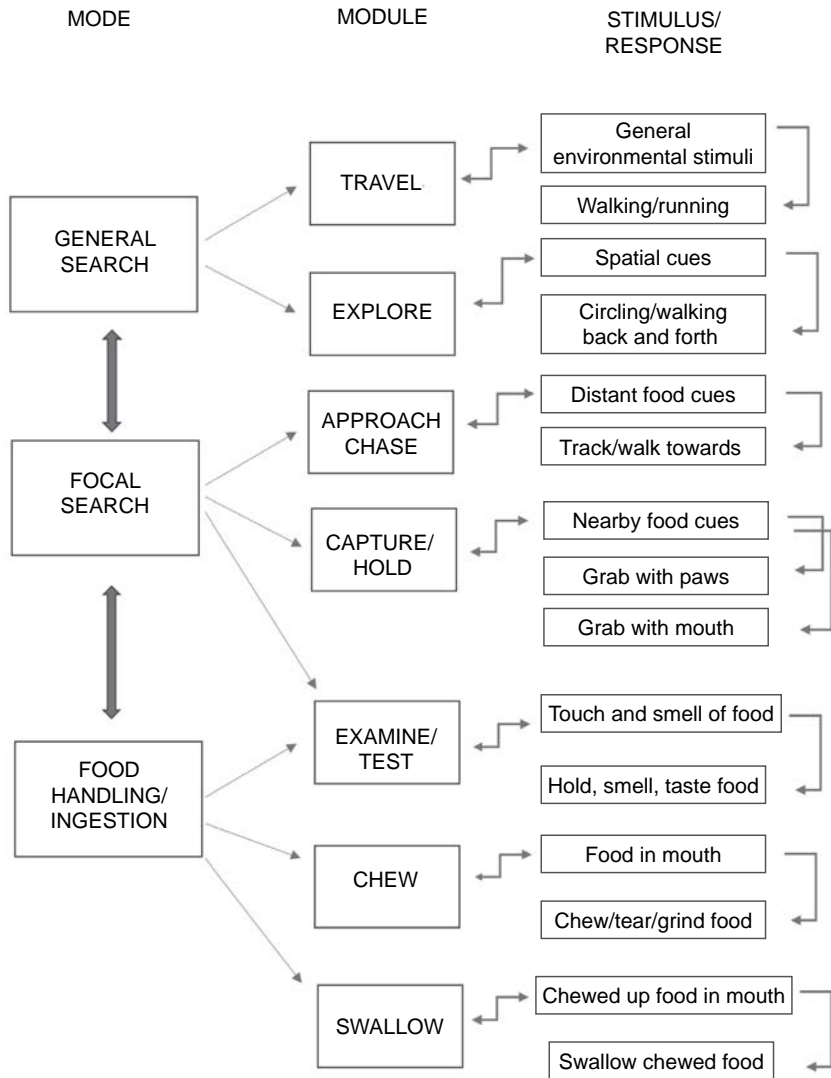 MODE
MODULE
STIMULUS/
RESPONSE
GENERAL
SEARCH
TRAVEL
General
environmental stimuli
Walking/running
EXPLORE
Spatial cues
Circling/walking
back and forth
FOCAL
SEARCH
APPROACH
CHASE
Distant food cues
Track/walk towards
CAPTURE/
HOLD
Nearby food cues
Grab with paws
Grab with mouth
FOOD
HANDLING/
INGESTION
EXAMINE/
TEST
Touch and smell of food
Hold, smell, taste food
CHEW
Food in mouth
Chew/tear/grind food
SWALLOW
Chewed up food in mouth
Swallow chewed food